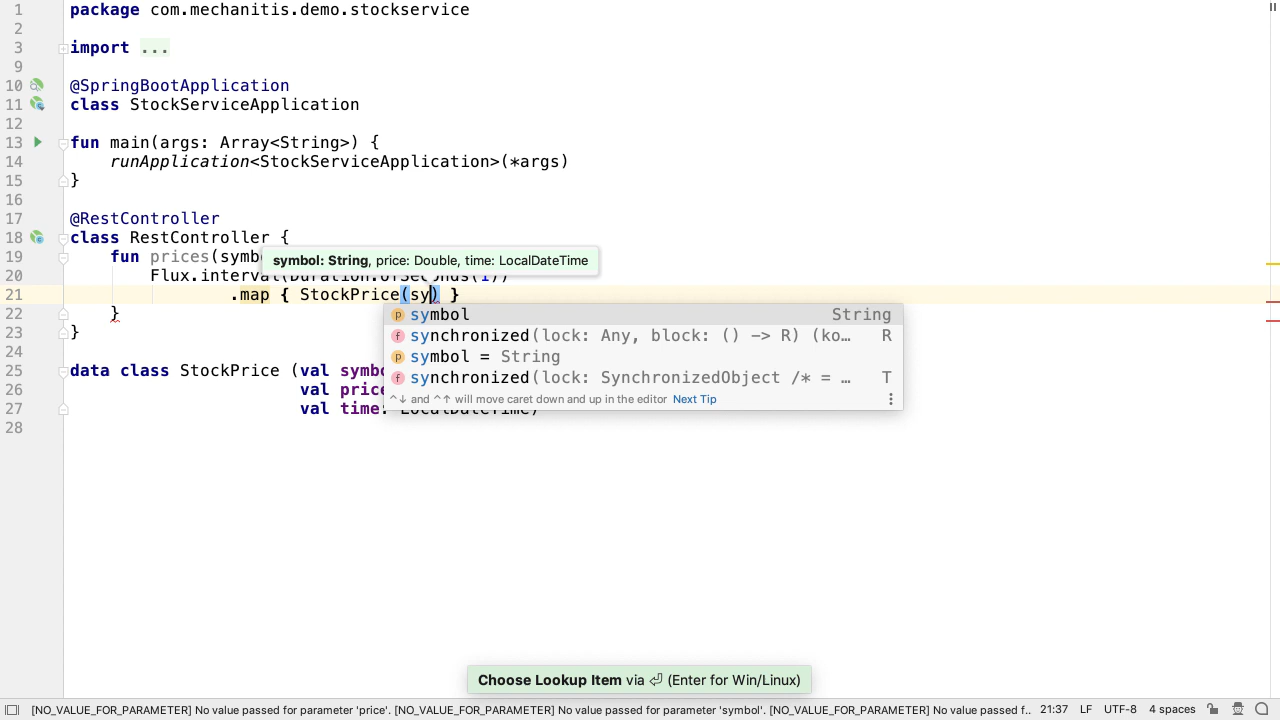 1 package com.mechanitis.demo.stockservice
2
3 import ...
9
10 @SpringBootApplication
11 class StockServiceApplication
12
13 fun main(args: Array<String>) {
14 runApplication<StockServiceApplication>(*args)
15 }
16
17 @RestController
18 class RestController {
19 fun prices(symb
symbol: String, price: Double, time: LocalDateTime
20 Flux.interval(Duration.ofSeconds(1))
21 .map { StockPrice(sy) }
22 }
symbol String
23 }
synchronized(lock: Any, block: () -> R) (ko… R
24
symbol = String
25 data class StockPrice (val symbo
synchronized(lock: SynchronizedObject /* = … T
26 val price
^↓ and ^↑ will move caret down and up in the editor Next Tip
27 val time: LocalDateTime)
28
Choose Lookup Item via ⏎ (Enter for Win/Linux)
[NO_VALUE_FOR_PARAMETER] No value passed for parameter 'price'. [NO_VALUE_FOR_PARAMETER] No value passed for parameter 'symbol'. [NO_VALUE_FOR_PARAMETER] No value passed f.. 21:37 LF UTF-8 4 spaces